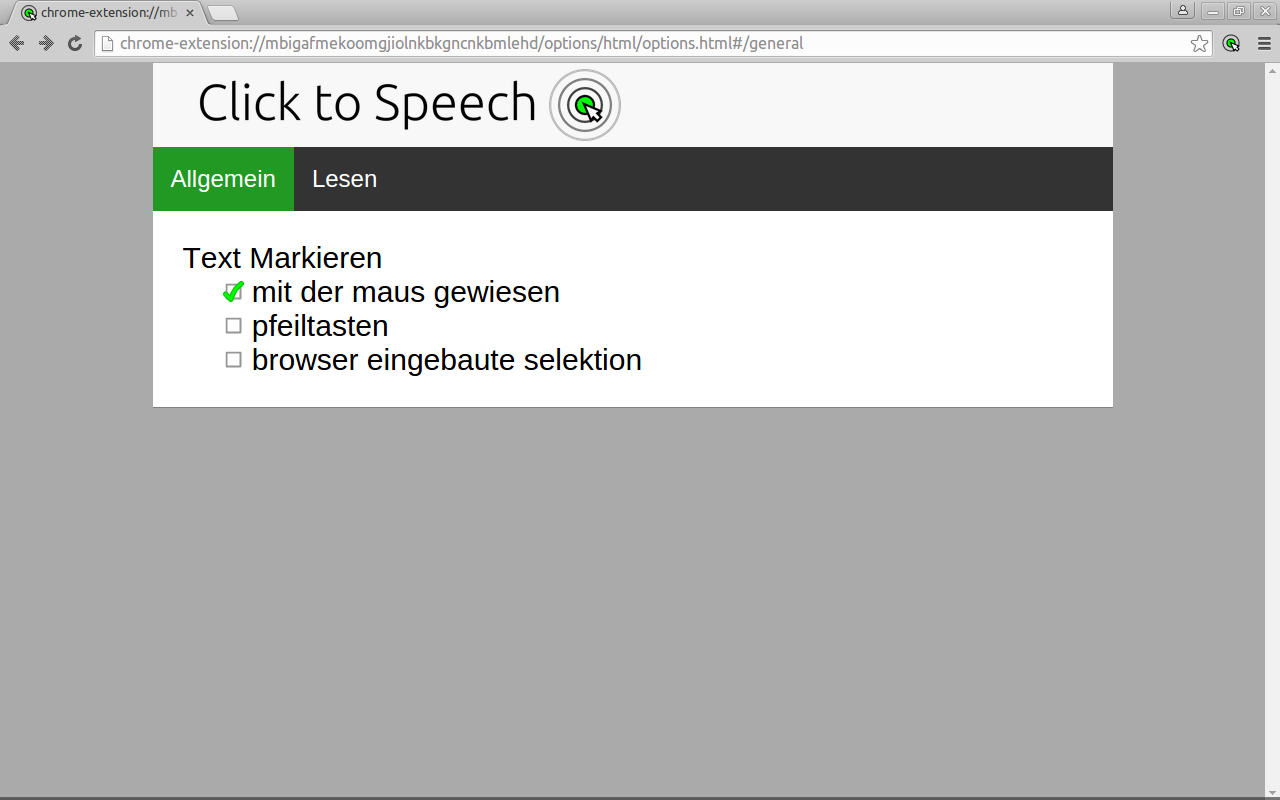 chrome-extension://mb
chrome-extension://mbigafmekoomgjiolnkbkgncnkbmlehd/options/html/options.html#/general
Click to Speech
Allgemein Lesen
Text Markieren
mit der maus gewiesen
pfeiltasten
browser eingebaute selektion